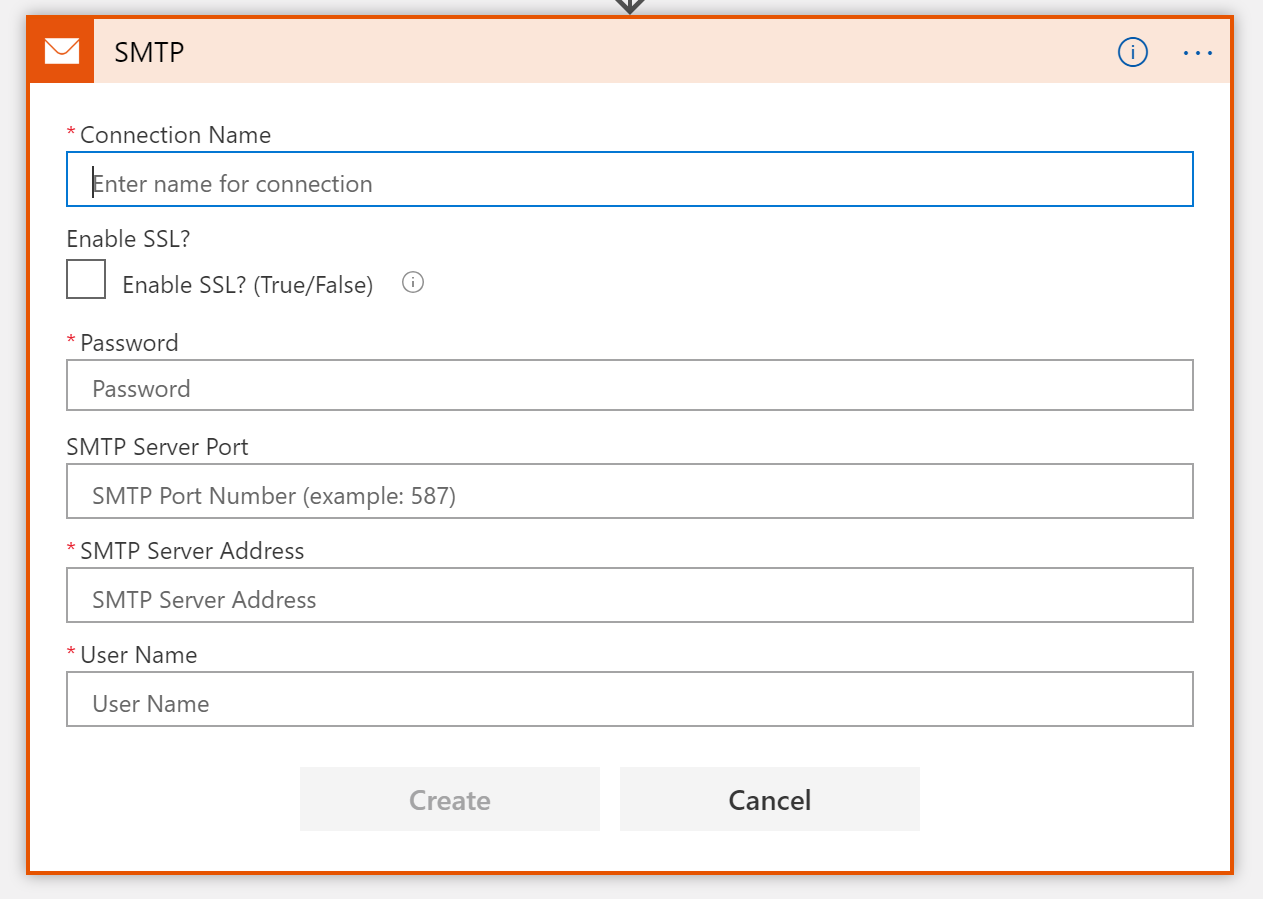 SMTP
* Connection Name
Enter name for connection
Enable SSL?
Enable SSL? (True/False)
* Password
Password
SMTP Server Port
SMTP Port Number (example: 587)
* SMTP Server Address
SMTP Server Address
* User Name
User Name
Create Cancel